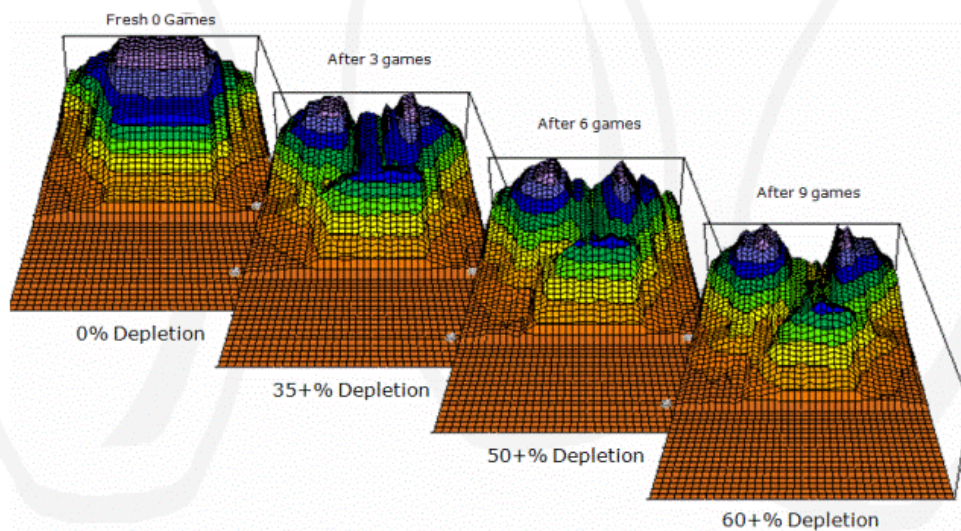 Fresh 0 Games
After 3 games
After 6 games
After 9 games
0% Depletion
35+% Depletion
50+% Depletion
60+% Depletion